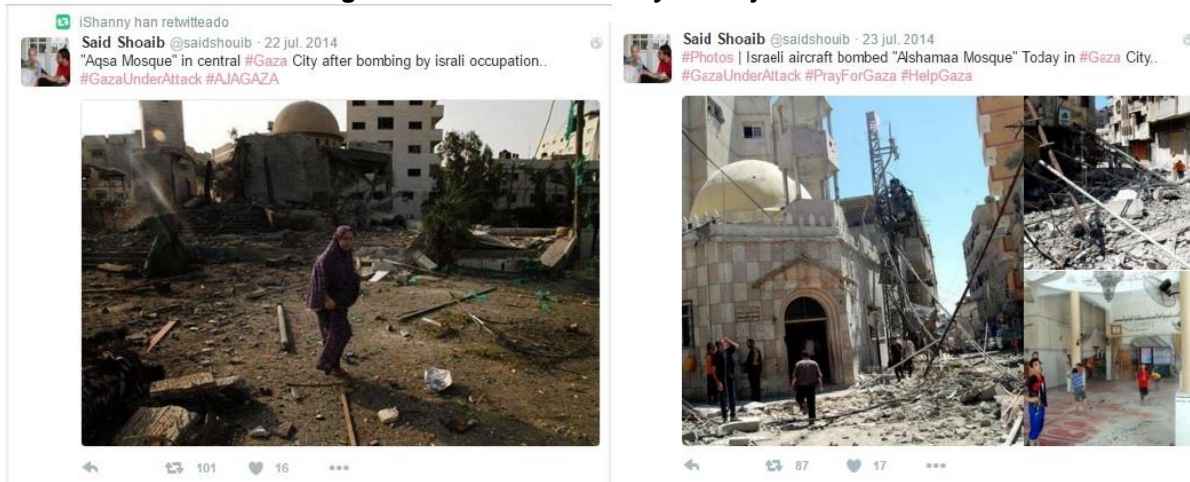 iShanny han retwitteado
Said Shoaib @saidshouib · 22 jul. 2014
"Aqsa Mosque" in central #Gaza City after bombing by israli occupation..
#GazaUnderAttack #AJAGAZA
101 16
Said Shoaib @saidshouib · 23 jul. 2014
#Photos | Israeli aircraft bombed "Alshamaa Mosque" Today in #Gaza City..
#GazaUnderAttack #PrayForGaza #HelpGaza
87 17